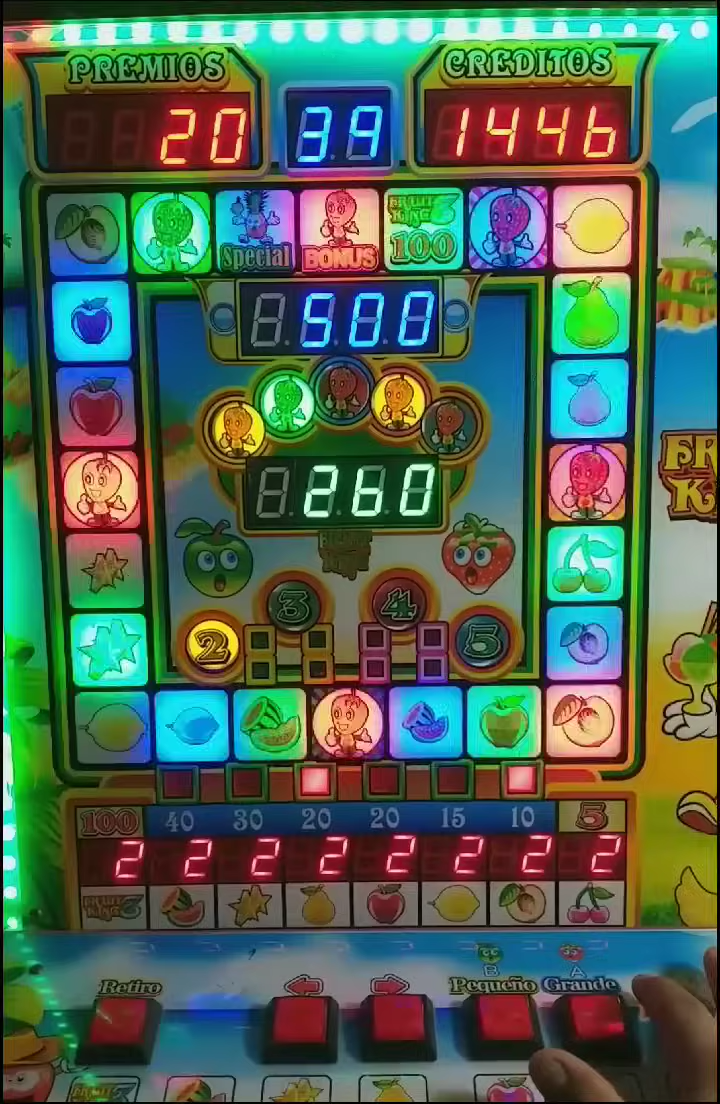 PREMIOS CREDITOS
20 39 1446
Special BONUS FRUIT KING 3 100
500
260
FRUIT KING
2 3 4 5
100 40 30 20 20 15 10 5
2 2 2 2 2 2 2 2
FRUIT KING 3
B A
Retiro Pequeño Grande